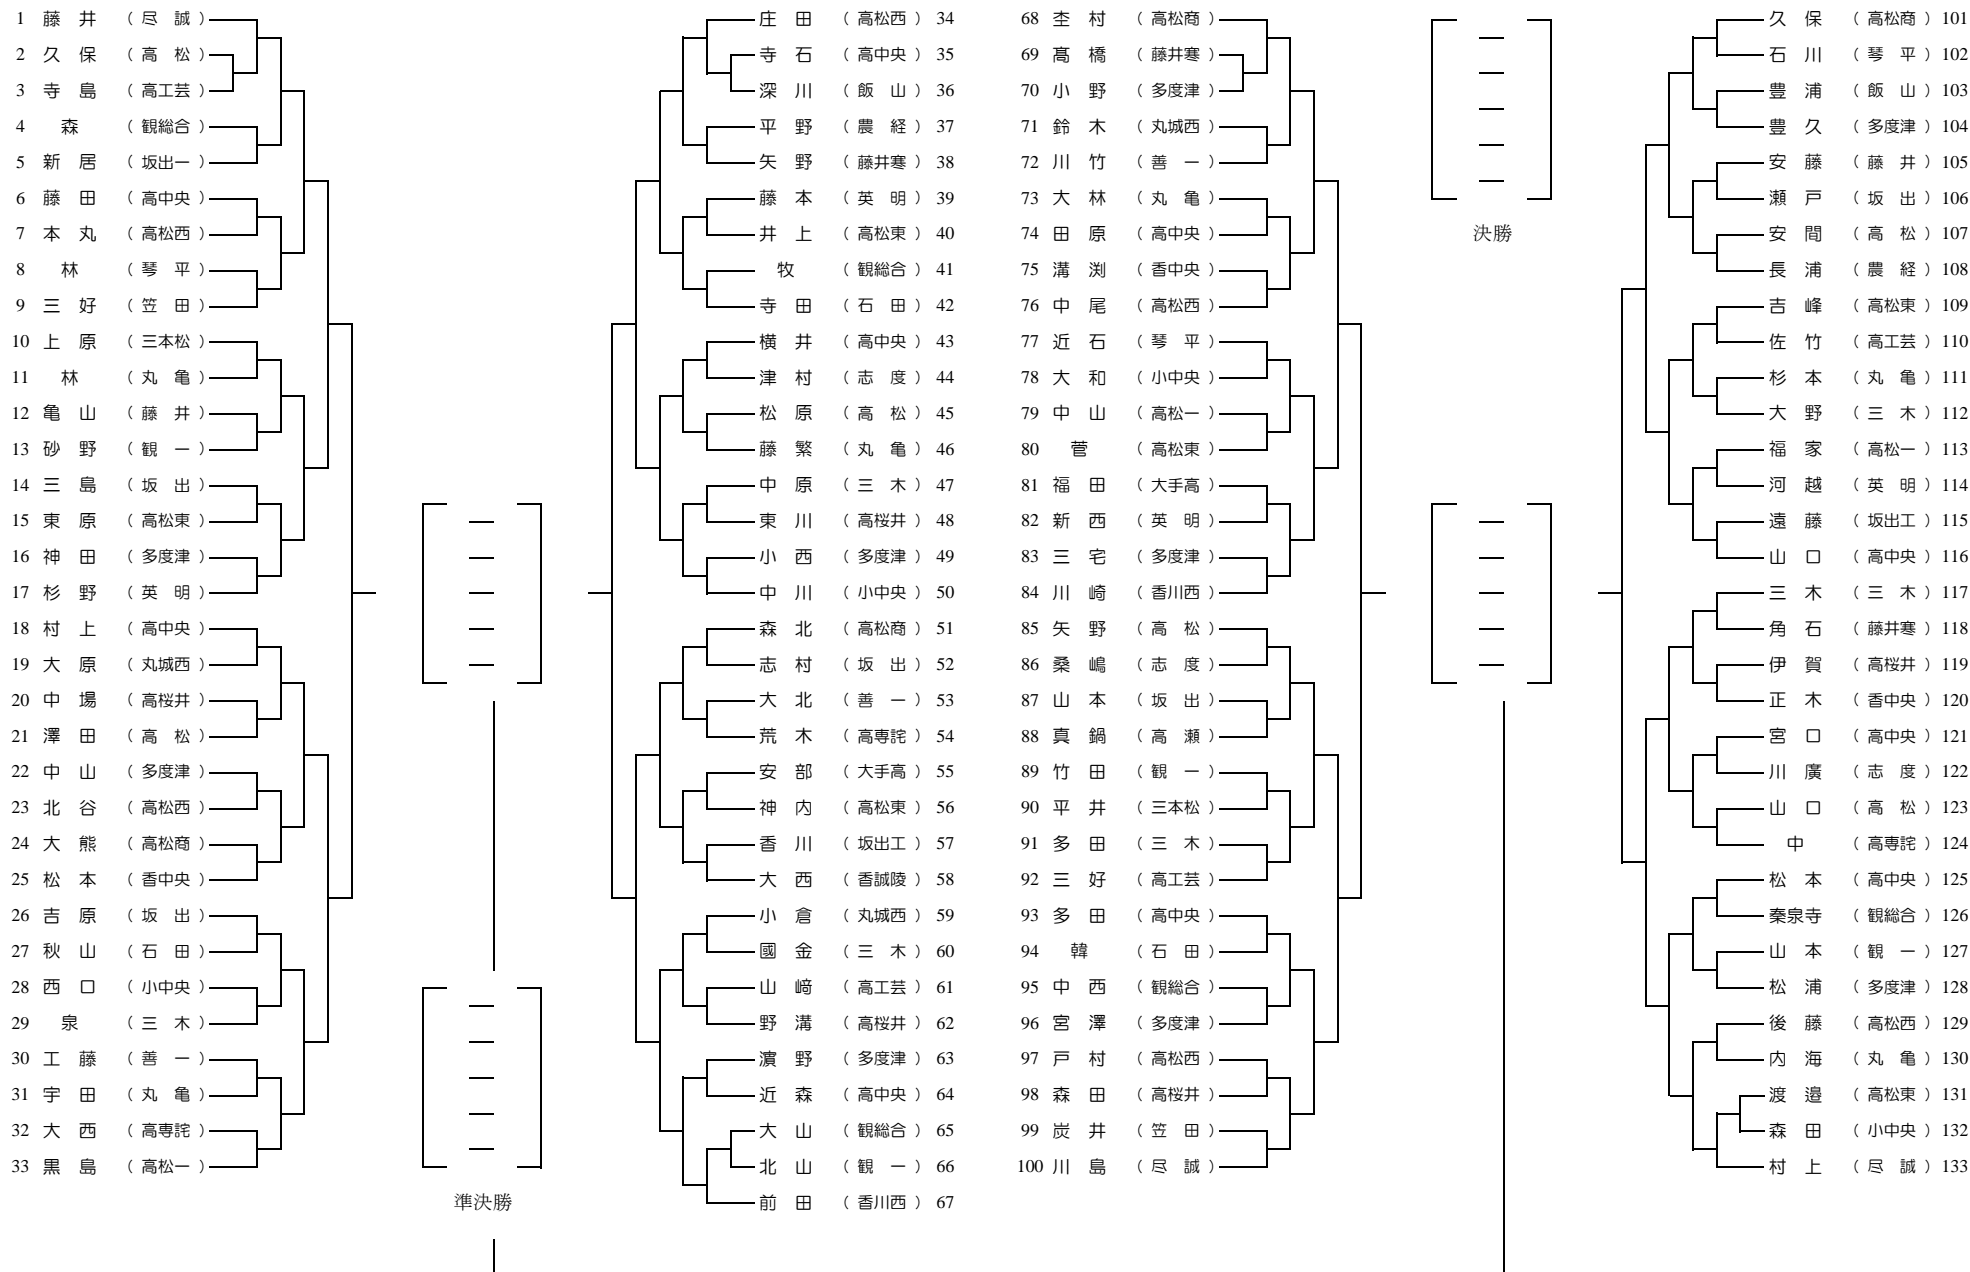 1 藤 井 （ 尽 誠 ）
2 久 保 （ 高 松 ）
3 寺 島 （ 高工芸 ）
4 森 （ 観総合 ）
5 新 居 （ 坂出一 ）
6 藤 田 （ 高中央 ）
7 本 丸 （ 高松西 ）
8 林 （ 琴 平 ）
9 三 好 （ 笠 田 ）
10 上 原 （ 三本松 ）
11 林 （ 丸 亀 ）
12 亀 山 （ 藤 井 ）
13 砂 野 （ 観 一 ）
14 三 島 （ 坂 出 ）
15 東 原 （ 高松東 ）
16 神 田 （ 多度津 ）
17 杉 野 （ 英 明 ）
18 村 上 （ 高中央 ）
19 大 原 （ 丸城西 ）
20 中 場 （ 高桜井 ）
21 澤 田 （ 高 松 ）
22 中 山 （ 多度津 ）
23 北 谷 （ 高松西 ）
24 大 熊 （ 高松商 ）
25 松 本 （ 香中央 ）
26 吉 原 （ 坂 出 ）
27 秋 山 （ 石 田 ）
28 西 口 （ 小中央 ）
29 泉 （ 三 木 ）
30 工 藤 （ 善 一 ）
31 宇 田 （ 丸 亀 ）
32 大 西 （ 高専詫 ）
33 黒 島 （ 高松一 ）
準決勝
庄 田 （ 高松西 ） 34
寺 石 （ 高中央 ） 35
深 川 （ 飯 山 ） 36
平 野 （ 農 経 ） 37
矢 野 （ 藤井寒 ） 38
藤 本 （ 英 明 ） 39
井 上 （ 高松東 ） 40
牧 （ 観総合 ） 41
寺 田 （ 石 田 ） 42
横 井 （ 高中央 ） 43
津 村 （ 志 度 ） 44
松 原 （ 高 松 ） 45
藤 繁 （ 丸 亀 ） 46
中 原 （ 三 木 ） 47
東 川 （ 高桜井 ） 48
小 西 （ 多度津 ） 49
中 川 （ 小中央 ） 50
森 北 （ 高松商 ） 51
志 村 （ 坂 出 ） 52
大 北 （ 善 一 ） 53
荒 木 （ 高専詫 ） 54
安 部 （ 大手高 ） 55
神 内 （ 高松東 ） 56
香 川 （ 坂出工 ） 57
大 西 （ 香誠陵 ） 58
小 倉 （ 丸城西 ） 59
國 金 （ 三 木 ） 60
山 﨑 （ 高工芸 ） 61
野 溝 （ 高桜井 ） 62
濵 野 （ 多度津 ） 63
近 森 （ 高中央 ） 64
大 山 （ 観総合 ） 65
北 山 （ 観 一 ） 66
前 田 （ 香川西 ） 67
68 杢 村 （ 高松商 ）
69 髙 橋 （ 藤井寒 ）
70 小 野 （ 多度津 ）
71 鈴 木 （ 丸城西 ）
72 川 竹 （ 善 一 ）
73 大 林 （ 丸 亀 ）
74 田 原 （ 高中央 ）
75 溝 渕 （ 香中央 ）
76 中 尾 （ 高松西 ）
77 近 石 （ 琴 平 ）
78 大 和 （ 小中央 ）
79 中 山 （ 高松一 ）
80 菅 （ 高松東 ）
81 福 田 （ 大手高 ）
82 新 西 （ 英 明 ）
83 三 宅 （ 多度津 ）
84 川 崎 （ 香川西 ）
85 矢 野 （ 高 松 ）
86 桑 嶋 （ 志 度 ）
87 山 本 （ 坂 出 ）
88 真 鍋 （ 高 瀬 ）
89 竹 田 （ 観 一 ）
90 平 井 （ 三本松 ）
91 多 田 （ 三 木 ）
92 三 好 （ 高工芸 ）
93 多 田 （ 高中央 ）
94 韓 （ 石 田 ）
95 中 西 （ 観総合 ）
96 宮 澤 （ 多度津 ）
97 戸 村 （ 高松西 ）
98 森 田 （ 高桜井 ）
99 炭 井 （ 笠 田 ）
100 川 島 （ 尽 誠 ）
決勝
久 保 （ 高松商 ） 101
石 川 （ 琴 平 ） 102
豊 浦 （ 飯 山 ） 103
豊 久 （ 多度津 ） 104
安 藤 （ 藤 井 ） 105
瀬 戸 （ 坂 出 ） 106
安 間 （ 高 松 ） 107
長 浦 （ 農 経 ） 108
吉 峰 （ 高松東 ） 109
佐 竹 （ 高工芸 ） 110
杉 本 （ 丸 亀 ） 111
大 野 （ 三 木 ） 112
福 家 （ 高松一 ） 113
河 越 （ 英 明 ） 114
遠 藤 （ 坂出工 ） 115
山 口 （ 高中央 ） 116
三 木 （ 三 木 ） 117
角 石 （ 藤井寒 ） 118
伊 賀 （ 高桜井 ） 119
正 木 （ 香中央 ） 120
宮 口 （ 高中央 ） 121
川 廣 （ 志 度 ） 122
山 口 （ 高 松 ） 123
中 （ 高専詫 ） 124
松 本 （ 高中央 ） 125
秦泉寺 （ 観総合 ） 126
山 本 （ 観 一 ） 127
松 浦 （ 多度津 ） 128
後 藤 （ 高松西 ） 129
内 海 （ 丸 亀 ） 130
渡 邉 （ 高松東 ） 131
森 田 （ 小中央 ） 132
村 上 （ 尽 誠 ） 133